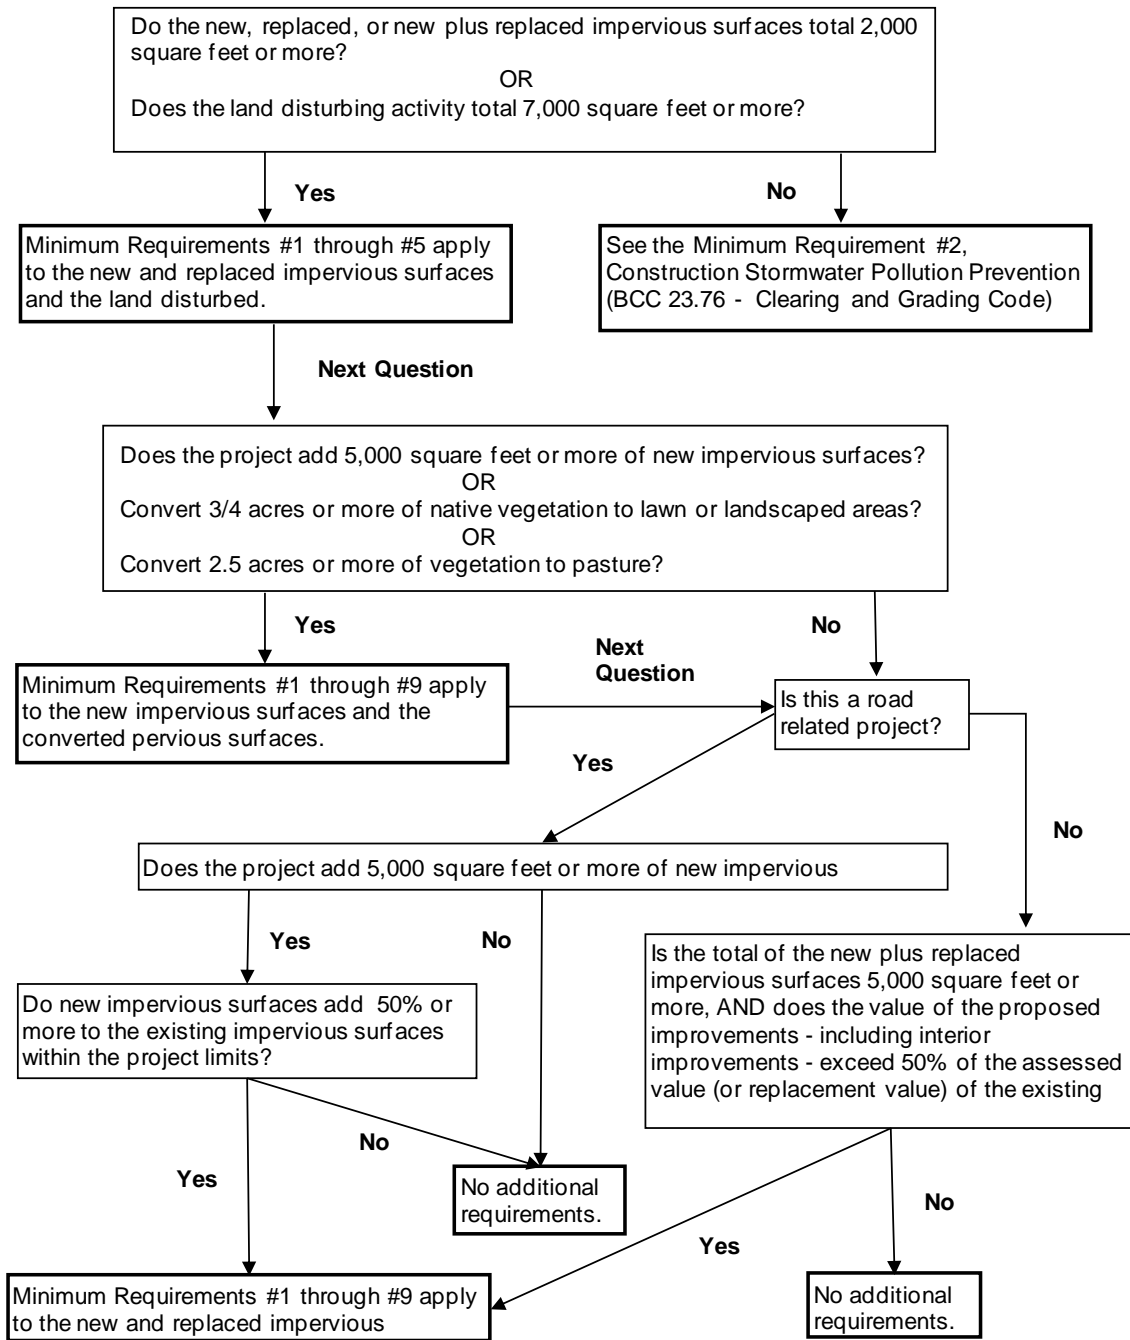 Do the new, replaced, or new plus replaced impervious surfaces total 2,000
square feet or more?
OR
Does the land disturbing activity total 7,000 square feet or more?
Yes
No
Minimum Requirements #1 through #5 apply
to the new and replaced impervious surfaces
and the land disturbed.
See the Minimum Requirement #2,
Construction Stormwater Pollution Prevention
(BCC 23.76 - Clearing and Grading Code)
Next Question
Does the project add 5,000 square feet or more of new impervious surfaces?
OR
Convert 3/4 acres or more of native vegetation to lawn or landscaped areas?
OR
Convert 2.5 acres or more of vegetation to pasture?
Yes
No
Next
Question
Minimum Requirements #1 through #9 apply
to the new impervious surfaces and the
converted pervious surfaces.
Is this a road
related project?
Yes
No
Does the project add 5,000 square feet or more of new impervious
Yes
No
Do new impervious surfaces add 50% or
more to the existing impervious surfaces
within the project limits?
Is the total of the new plus replaced
impervious surfaces 5,000 square feet or
more, AND does the value of the proposed
improvements - including interior
improvements - exceed 50% of the assessed
value (or replacement value) of the existing
No
Yes
No additional
requirements.
No
Yes
Minimum Requirements #1 through #9 apply
to the new and replaced impervious
No additional
requirements.